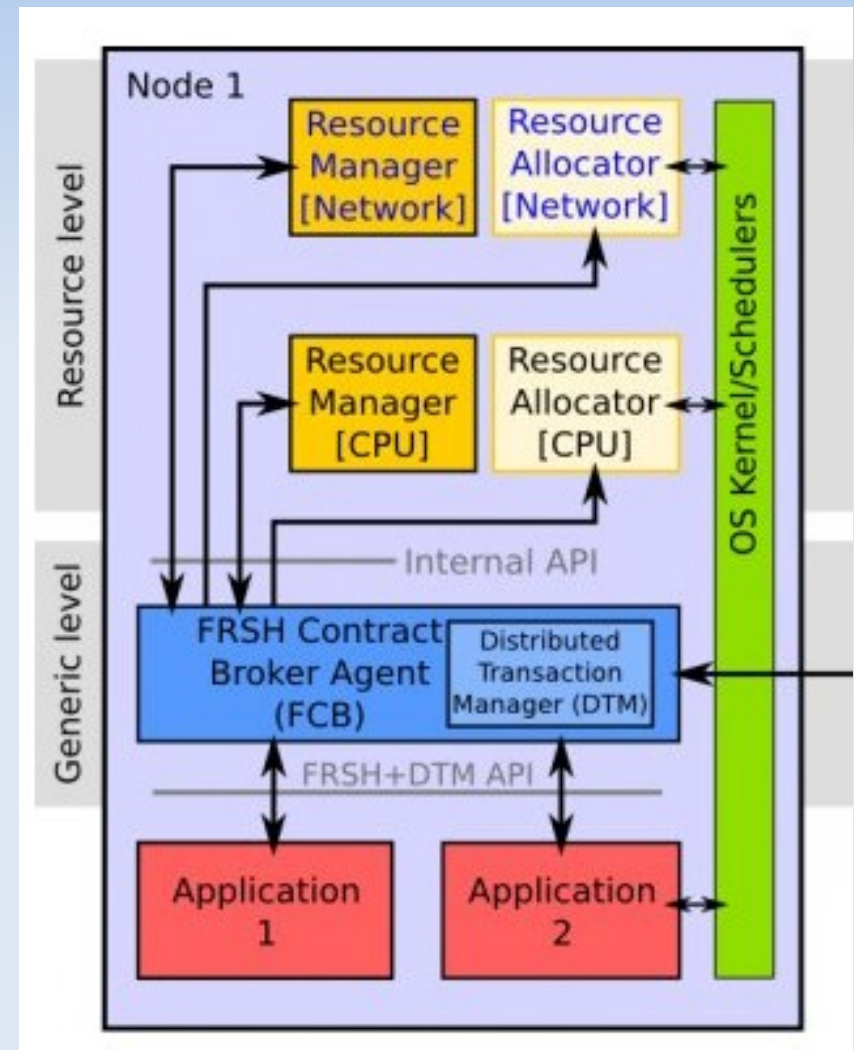 Node 1
Resource level
Resource
Manager
[Network]
Resource
Allocator
[Network]
OS Kernel/Schedulers
Resource
Manager
[CPU]
Resource
Allocator
[CPU]
Internal API
Generic level
FRSH Contract
Broker Agent
(FCB)
Distributed
Transaction
Manager (DTM)
FRSH+DTM API
Application
1
Application
2